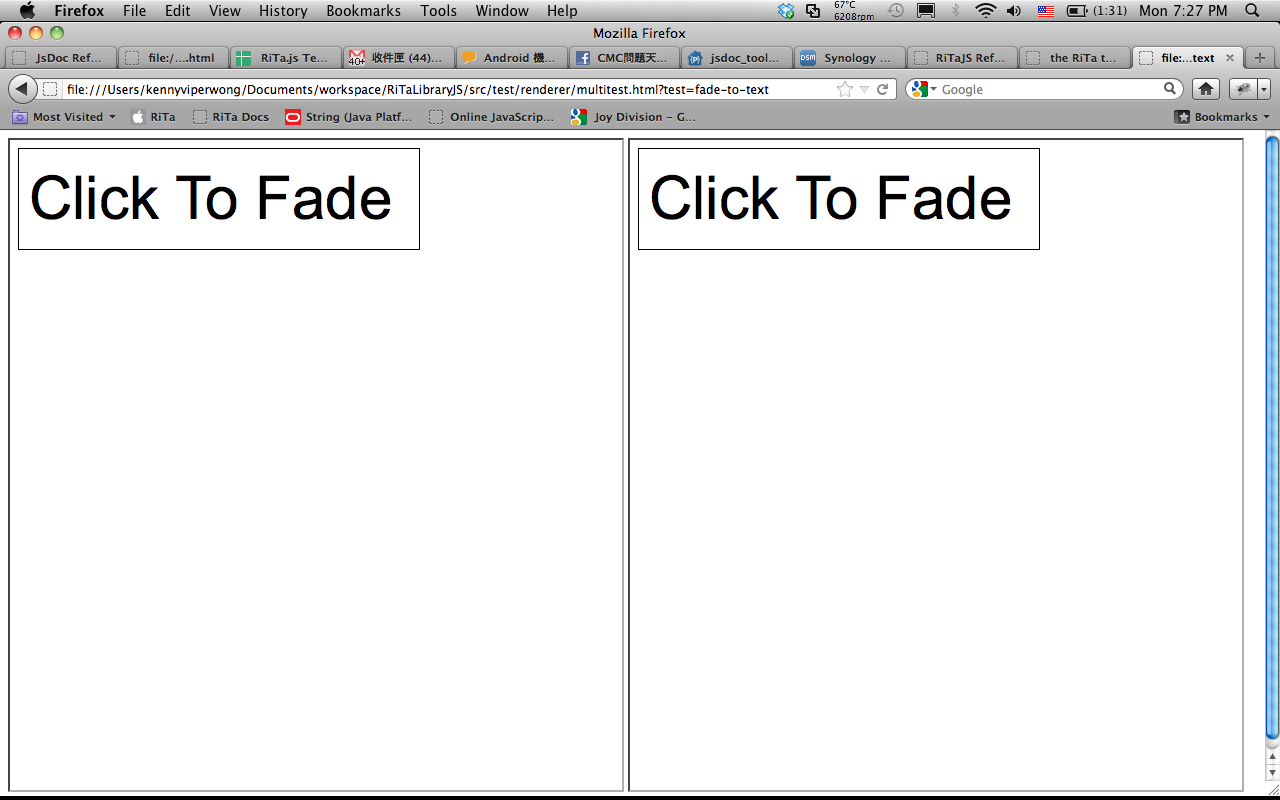 Firefox File Edit View History Bookmarks Tools Window Help 67°C 6208rpm (1:31) Mon 7:27 PM
Mozilla Firefox
JsDoc Ref... file:/....html RiTa.js Te... 40+ 收件匣 (44)... Android 機... CMC問題天... jsdoc_tool... DSM Synology ... RiTaJS Ref... the RiTa t... file:...text
file:///Users/kennyviperwong/Documents/workspace/RiTaLibraryJS/src/test/renderer/multitest.html?test=fade-to-text Google
Most Visited RiTa RiTa Docs String (Java Platf... Online JavaScrip... Joy Division – G... Bookmarks
Click To Fade Click To Fade